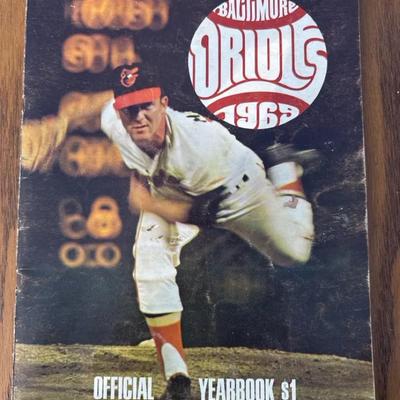 BALTIMORE
ORIOLES
1969
OFFICIAL YEARBOOK $1